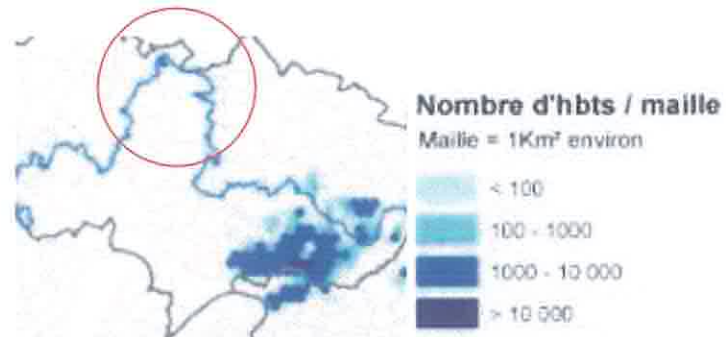 Nombre d'hbts / maille
Maille = 1Km² environ
< 100
100 - 1000
1000 - 10 000
> 10 000